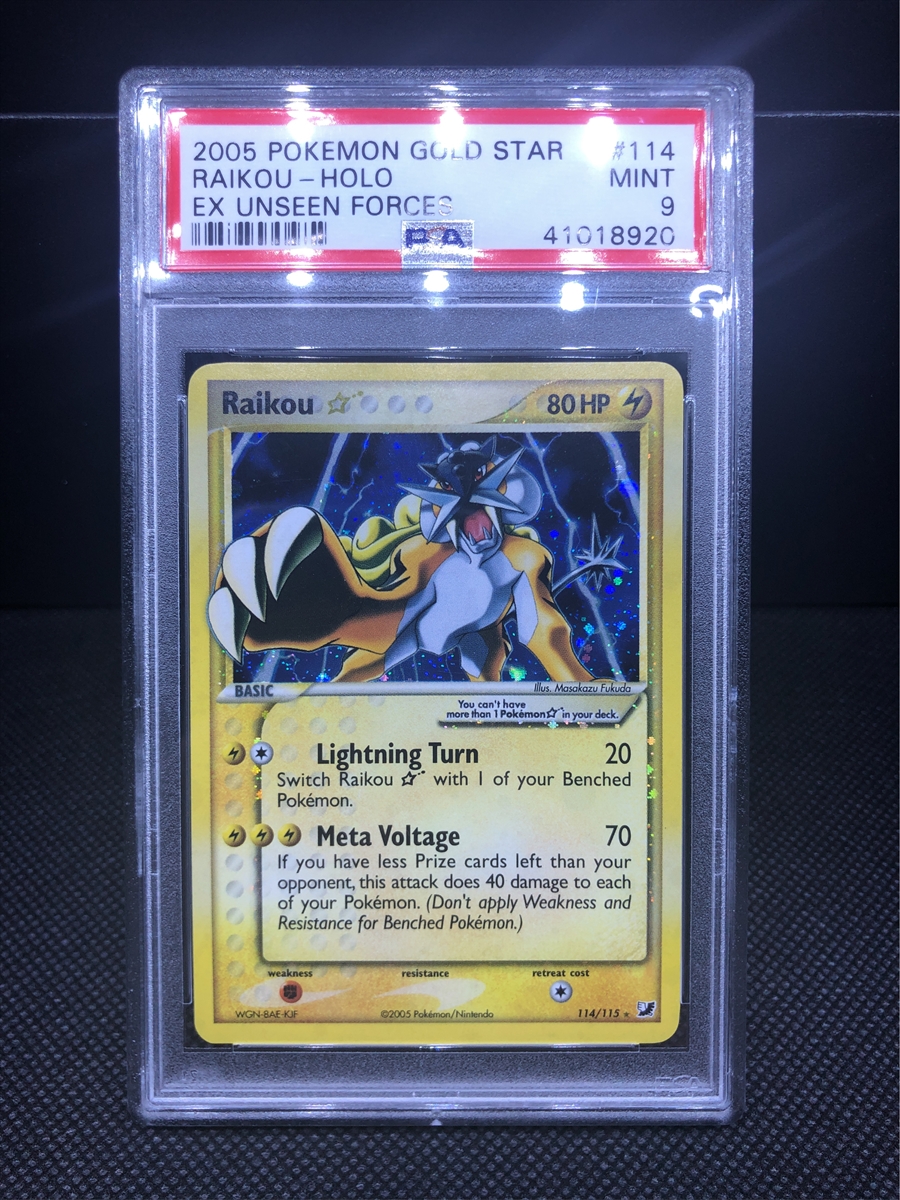 2005 POKEMON GOLD STAR #114
RAIKOU - HOLO MINT
EX UNSEEN FORCES 9
PSA 41018920
Raikou 80 HP
BASIC
Illus. Masakazu Fukuda
You can't have
more than 1 Pokémon☆ in your deck.
Lightning Turn 20
Switch Raikou ☆ with 1 of your Benched
Pokémon.
Meta Voltage 70
If you have less Prize cards left than your
opponent, this attack does 40 damage to each
of your Pokémon. (Don't apply Weakness and
Resistance for Benched Pokémon.)
weakness resistance retreat cost
WGN-8AE-KJF ©2005 Pokémon/Nintendo 114/115 ★